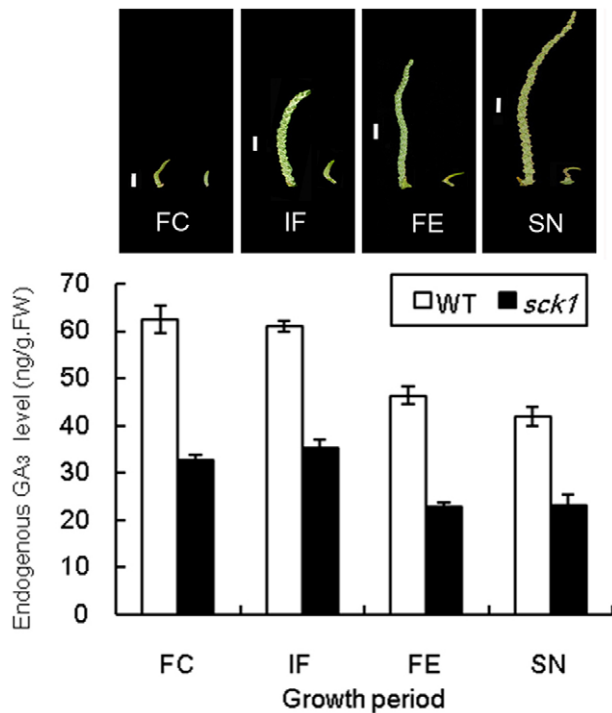 FC IF FE SN
70
60
50
40
30
20
10
0
Endogenous GA₃ level (ng/g.FW)
WT sck1
FC IF FE SN
Growth period